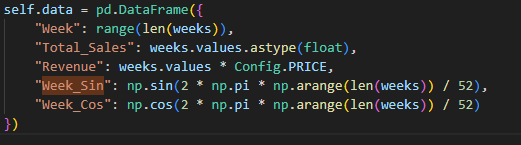 self.data = pd.DataFrame({
    "Week": range(len(weeks)),
    "Total_Sales": weeks.values.astype(float),
    "Revenue": weeks.values * Config.PRICE,
    "Week_Sin": np.sin(2 * np.pi * np.arange(len(weeks)) / 52),
    "Week_Cos": np.cos(2 * np.pi * np.arange(len(weeks)) / 52)
})